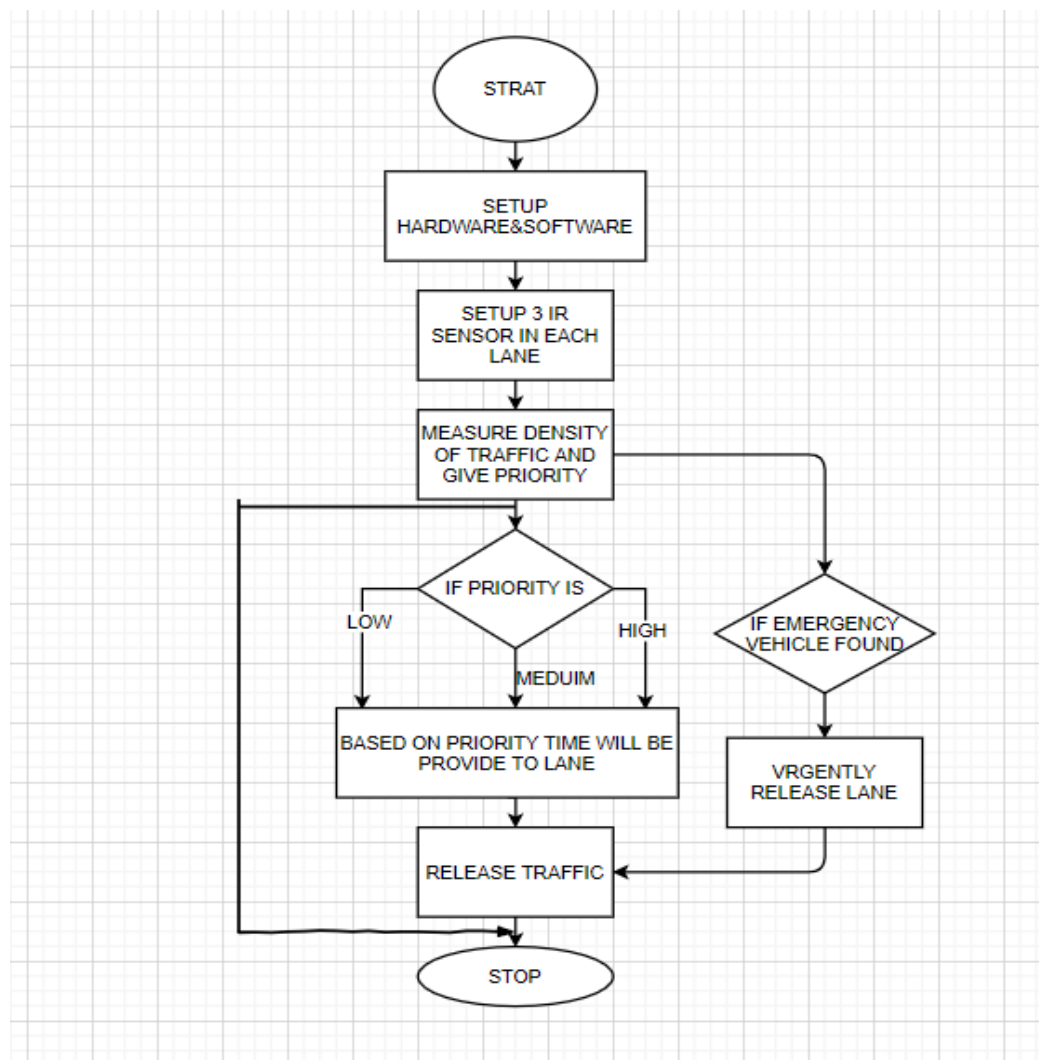 STRAT
SETUP
HARDWARE&SOFTWARE
SETUP 3 IR
SENSOR IN EACH
LANE
MEASURE DENSITY
OF TRAFFIC AND
GIVE PRIORITY
IF PRIORITY IS
LOW
HIGH
MEDUIM
IF EMERGENCY
VEHICLE FOUND
BASED ON PRIORITY TIME WILL BE
PROVIDE TO LANE
VRGENTLY
RELEASE LANE
RELEASE TRAFFIC
STOP